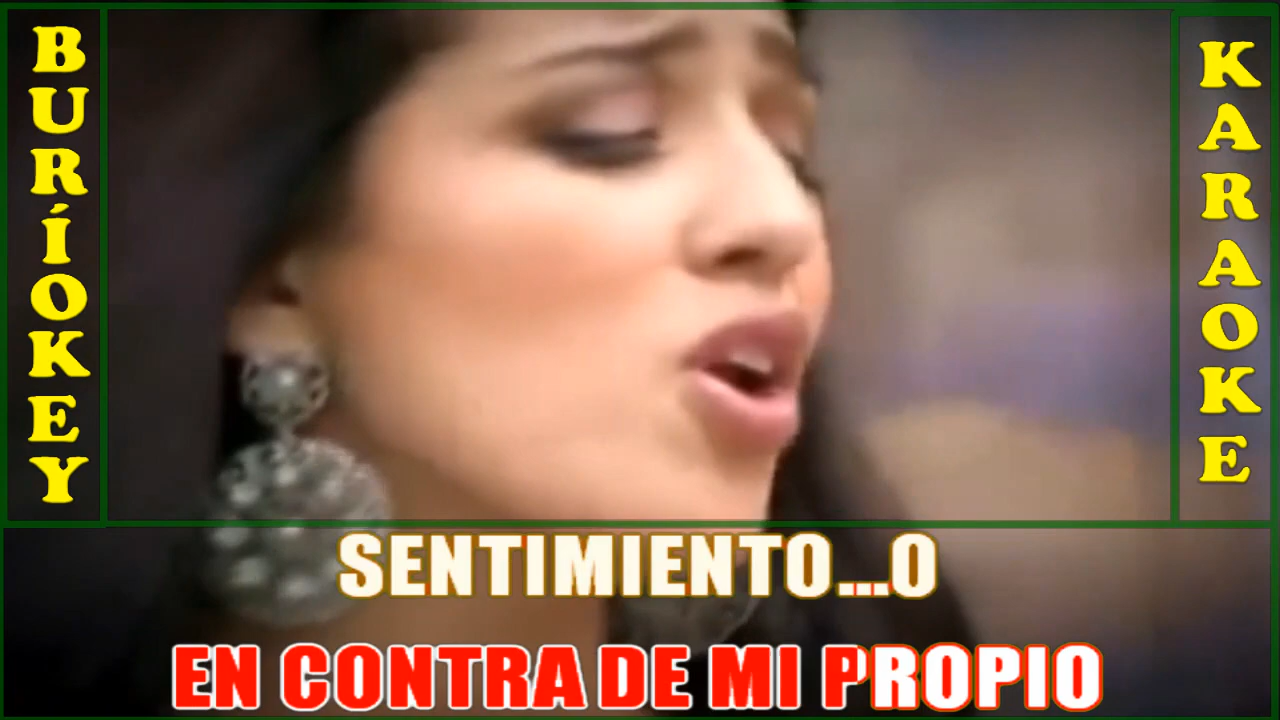 BURÍOKEY
KARAOKE
SENTIMIENTO...O
EN CONTRA DE MI PROPIO